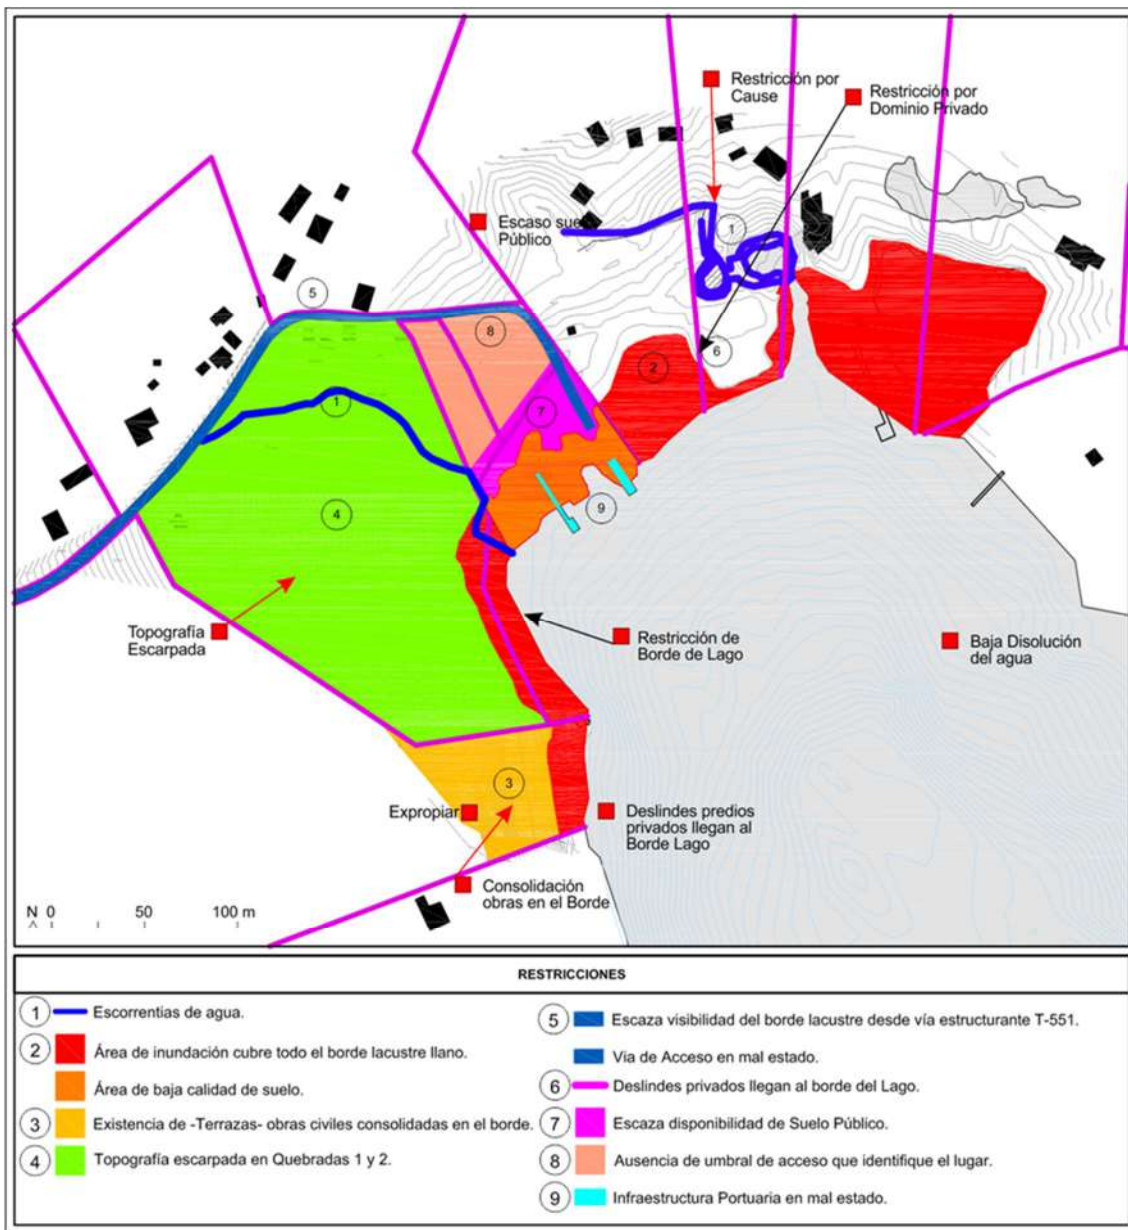 Restricción por
Cause
Restricción por
Dominio Privado
Escaso suelo
Público
1
5
8
6
2
1
7
4
9
Topografía
Escarpada
Restricción de
Borde de Lago
Baja Disolución
del agua
3
Expropiar
Deslindes predios
privados llegan al
Borde Lago
Consolidación
obras en el Borde
N 0 50 100 m
RESTRICCIONES
1 Escorrentias de agua.
2 Área de inundación cubre todo el borde lacustre llano.
Área de baja calidad de suelo.
3 Existencia de -Terrazas- obras civiles consolidadas en el borde.
4 Topografía escarpada en Quebradas 1 y 2.
5 Escaza visibilidad del borde lacustre desde vía estructurante T-551.
Via de Acceso en mal estado.
6 Deslindes privados llegan al borde del Lago.
7 Escaza disponibilidad de Suelo Público.
8 Ausencia de umbral de acceso que identifique el lugar.
9 Infraestructura Portuaria en mal estado.